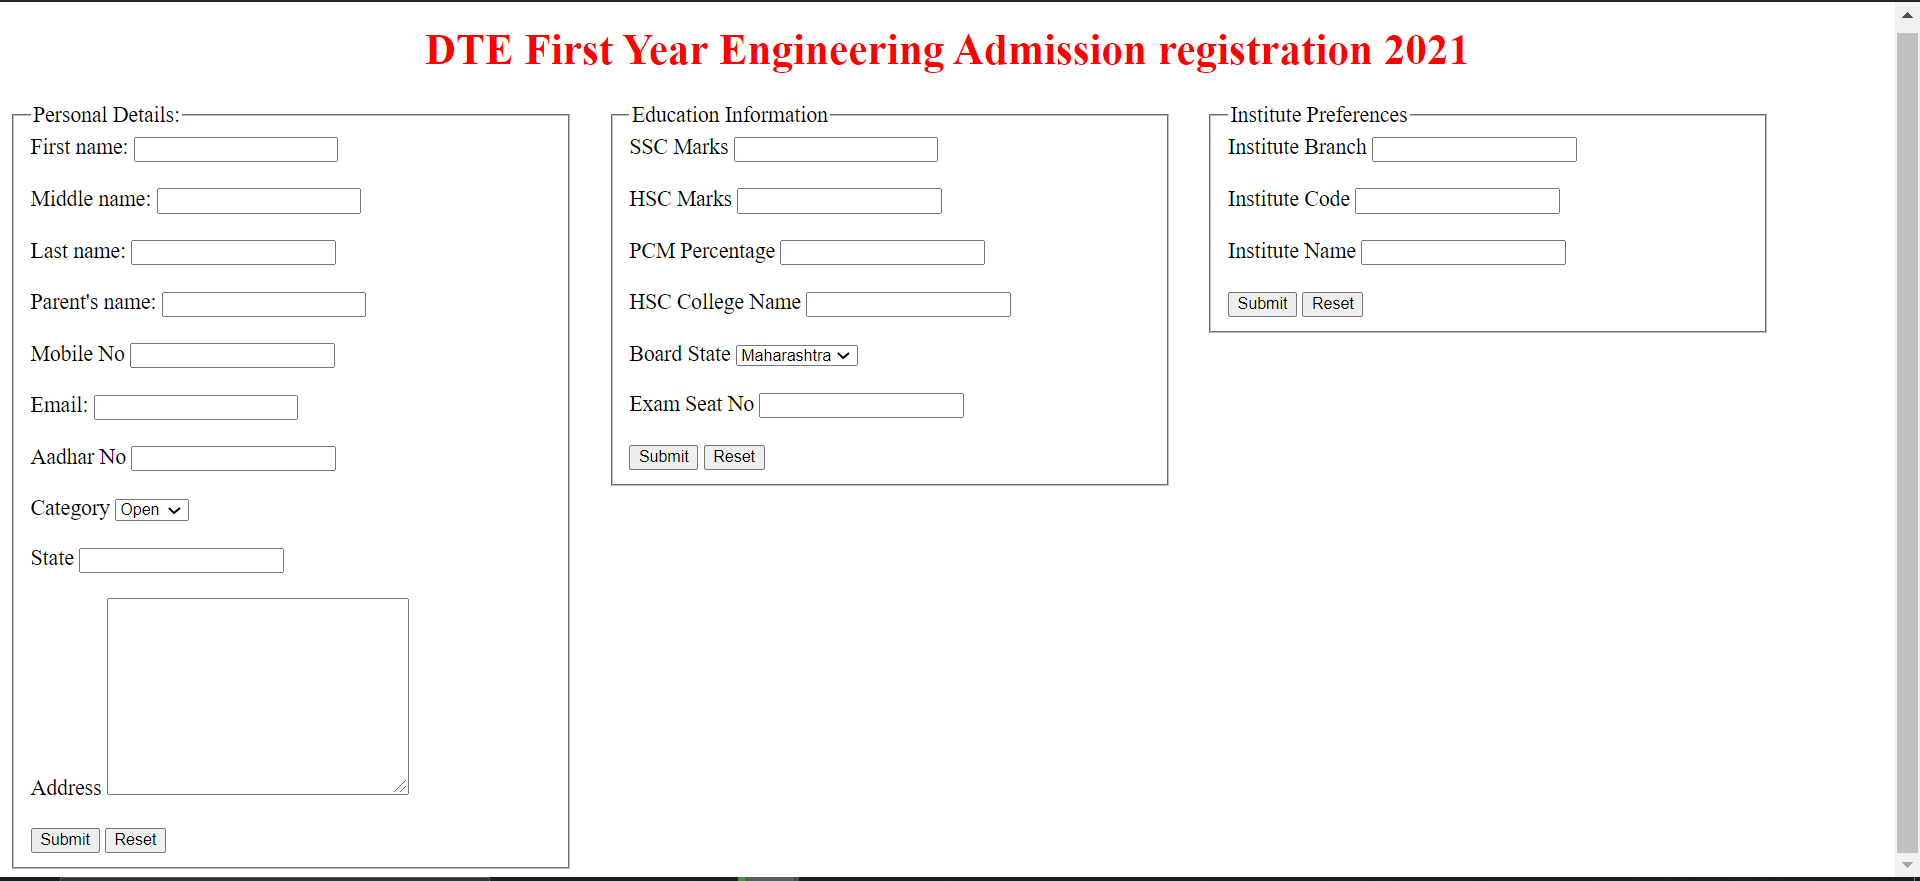 DTE First Year Engineering Admission registration 2021
Personal Details:
First name:
Middle name:
Last name:
Parent's name:
Mobile No
Email:
Aadhar No
Category Open
State
Address
Submit Reset
Education Information
SSC Marks
HSC Marks
PCM Percentage
HSC College Name
Board State Maharashtra
Exam Seat No
Submit Reset
Institute Preferences
Institute Branch
Institute Code
Institute Name
Submit Reset